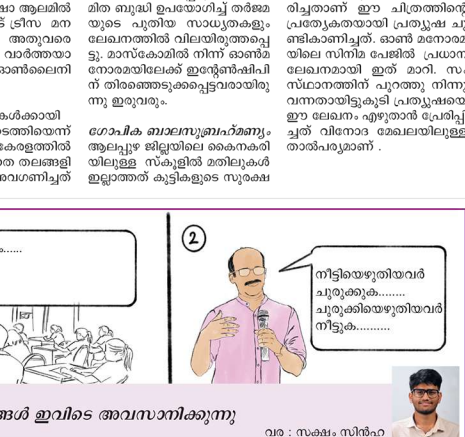 ഷാ ആലമിൽ
ട് ട്രീസ മന
അതുവരെ
വാർത്തയാ
ഓൺലൈനി
കൾക്കായി
ടത്തിയെന്ന്
കേരളത്തിൽ
ത തലങ്ങളി
അവഗണിച്ചത്
മിത ബുദ്ധി ഉപയോഗിച്ച് തർജമ
യുടെ പുതിയ സാധ്യതകളും
ലേഖനത്തിൽ വിലയിരുത്തപ്പെ
ട്ടു. മാസ്കോമിൽ നിന്ന് ഓൺമ
നോരമയിലേക്ക് ഇന്റേൺഷിപി
ന് തിരഞ്ഞെടുക്കപ്പെട്ടവരായിരു
ന്നു ഇരുവരും.
ഗോപിക ബാലസുബ്രഹ്മണ്യം
ആലപ്പുഴ ജില്ലയിലെ കൈനകരി
യിലുള്ള സ്കൂളിൽ മതിലുകൾ
ഇല്ലാത്തത് കുട്ടികളുടെ സുരക്ഷ
രിച്ചതാണ് ഈ ചിത്രത്തിന്റെ
പ്രത്യേകതയായി പ്രത്യുഷ ചൂ
ണ്ടികാണിച്ചത്. ഓൺ മനോരമ
യിലെ സിനിമ പേജിൽ പ്രധാന
ലേഖനമായി ഇത് മാറി. സം
സ്ഥാനത്തിന് പുറത്തു നിന്നു
വന്നതായിട്ടുകൂടി പ്രത്യുഷയെ
ഈ ലേഖനം എഴുതാൻ പ്രേരിപ്പി
ച്ചത് വിനോദ മേഖലയിലുള്ള
താൽപര്യമാണ് .
ം......
2
നീട്ടിയെഴുതിയവർ
ചുരുക്കുക........
ചുരുക്കിയെഴുതിയവർ
നീട്ടുക..........
ങ്ങൾ ഇവിടെ അവസാനിക്കുന്നു
വര : സക്ഷം സിൻഹ